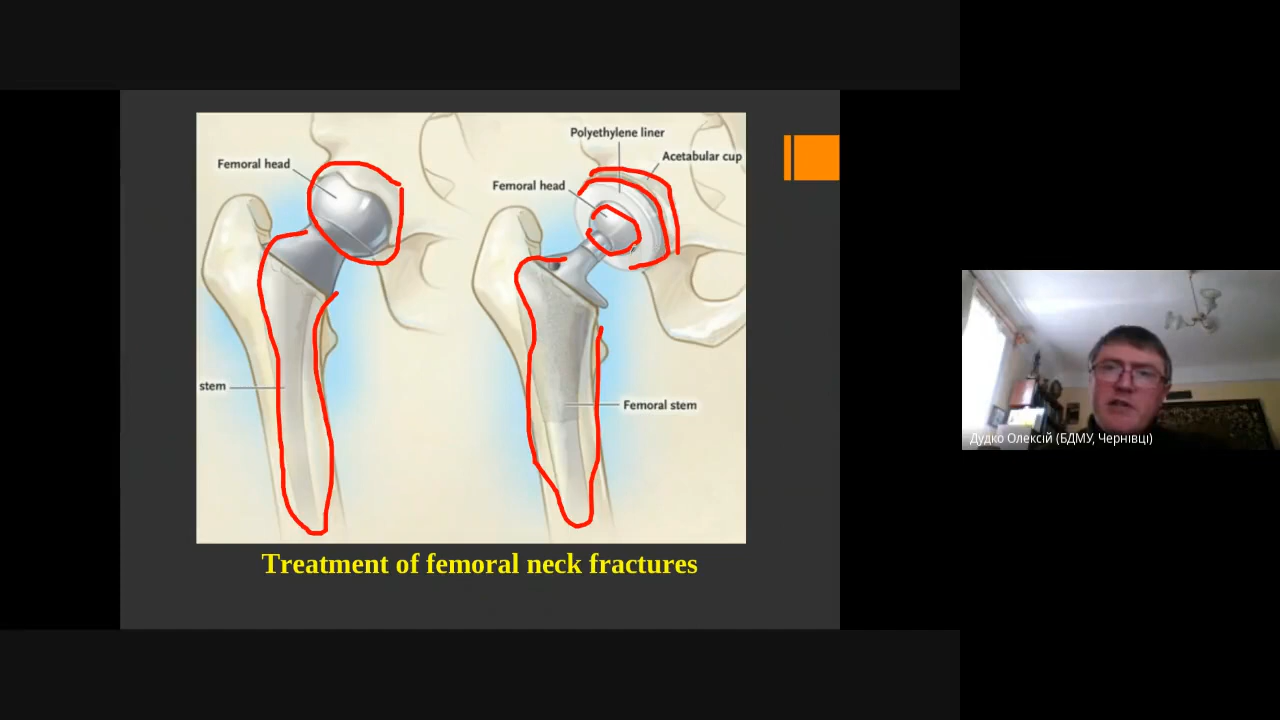 Polyethylene liner
Femoral head
Acetabular cup
Femoral head
stem
Femoral stem
Treatment of femoral neck fractures
Дудко Олексій (БДМУ, Чернівці)